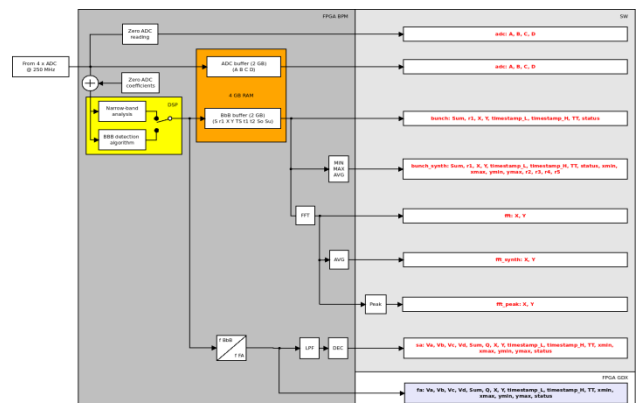 FPGA BPM
SW
Zero ADC
reading
adc: A, B, C, D
From 4 x ADC
@ 250 MHz
ADC buffer (2 GB)
(A B C D)
adc: A, B, C, D
Zero ADC
coefficients
4 GB RAM
DSP
Narrow-band
analysis
BbB buffer (2 GB)
(S r1 X Y TS t1 t2 So Su)
bunch: Sum, r1, X, Y, timestamp_L, timestamp_H, TT, status
BBB detection
algorithm
MIN
MAX
AVG
bunch_synth: Sum, r1, X, Y, timestamp_L, timestamp_H, TT, status, xmin,
xmax, ymin, ymax, r2, r3, r4, r5
FFT
fft: X, Y
AVG
fft_synth: X, Y
Peak
fft_peak: X, Y
f BbB
f FA
LPF
DEC
sa: Va, Vb, Vc, Vd, Sum, Q, X, Y, timestamp_L, timestamp_H, TT, xmin,
xmax, ymin, ymax, status
FPGA GDX
fa: Va, Vb, Vc, Vd, Sum, Q, X, Y, timestamp_L, timestamp_H, TT, xmin,
xmax, ymin, ymax, status